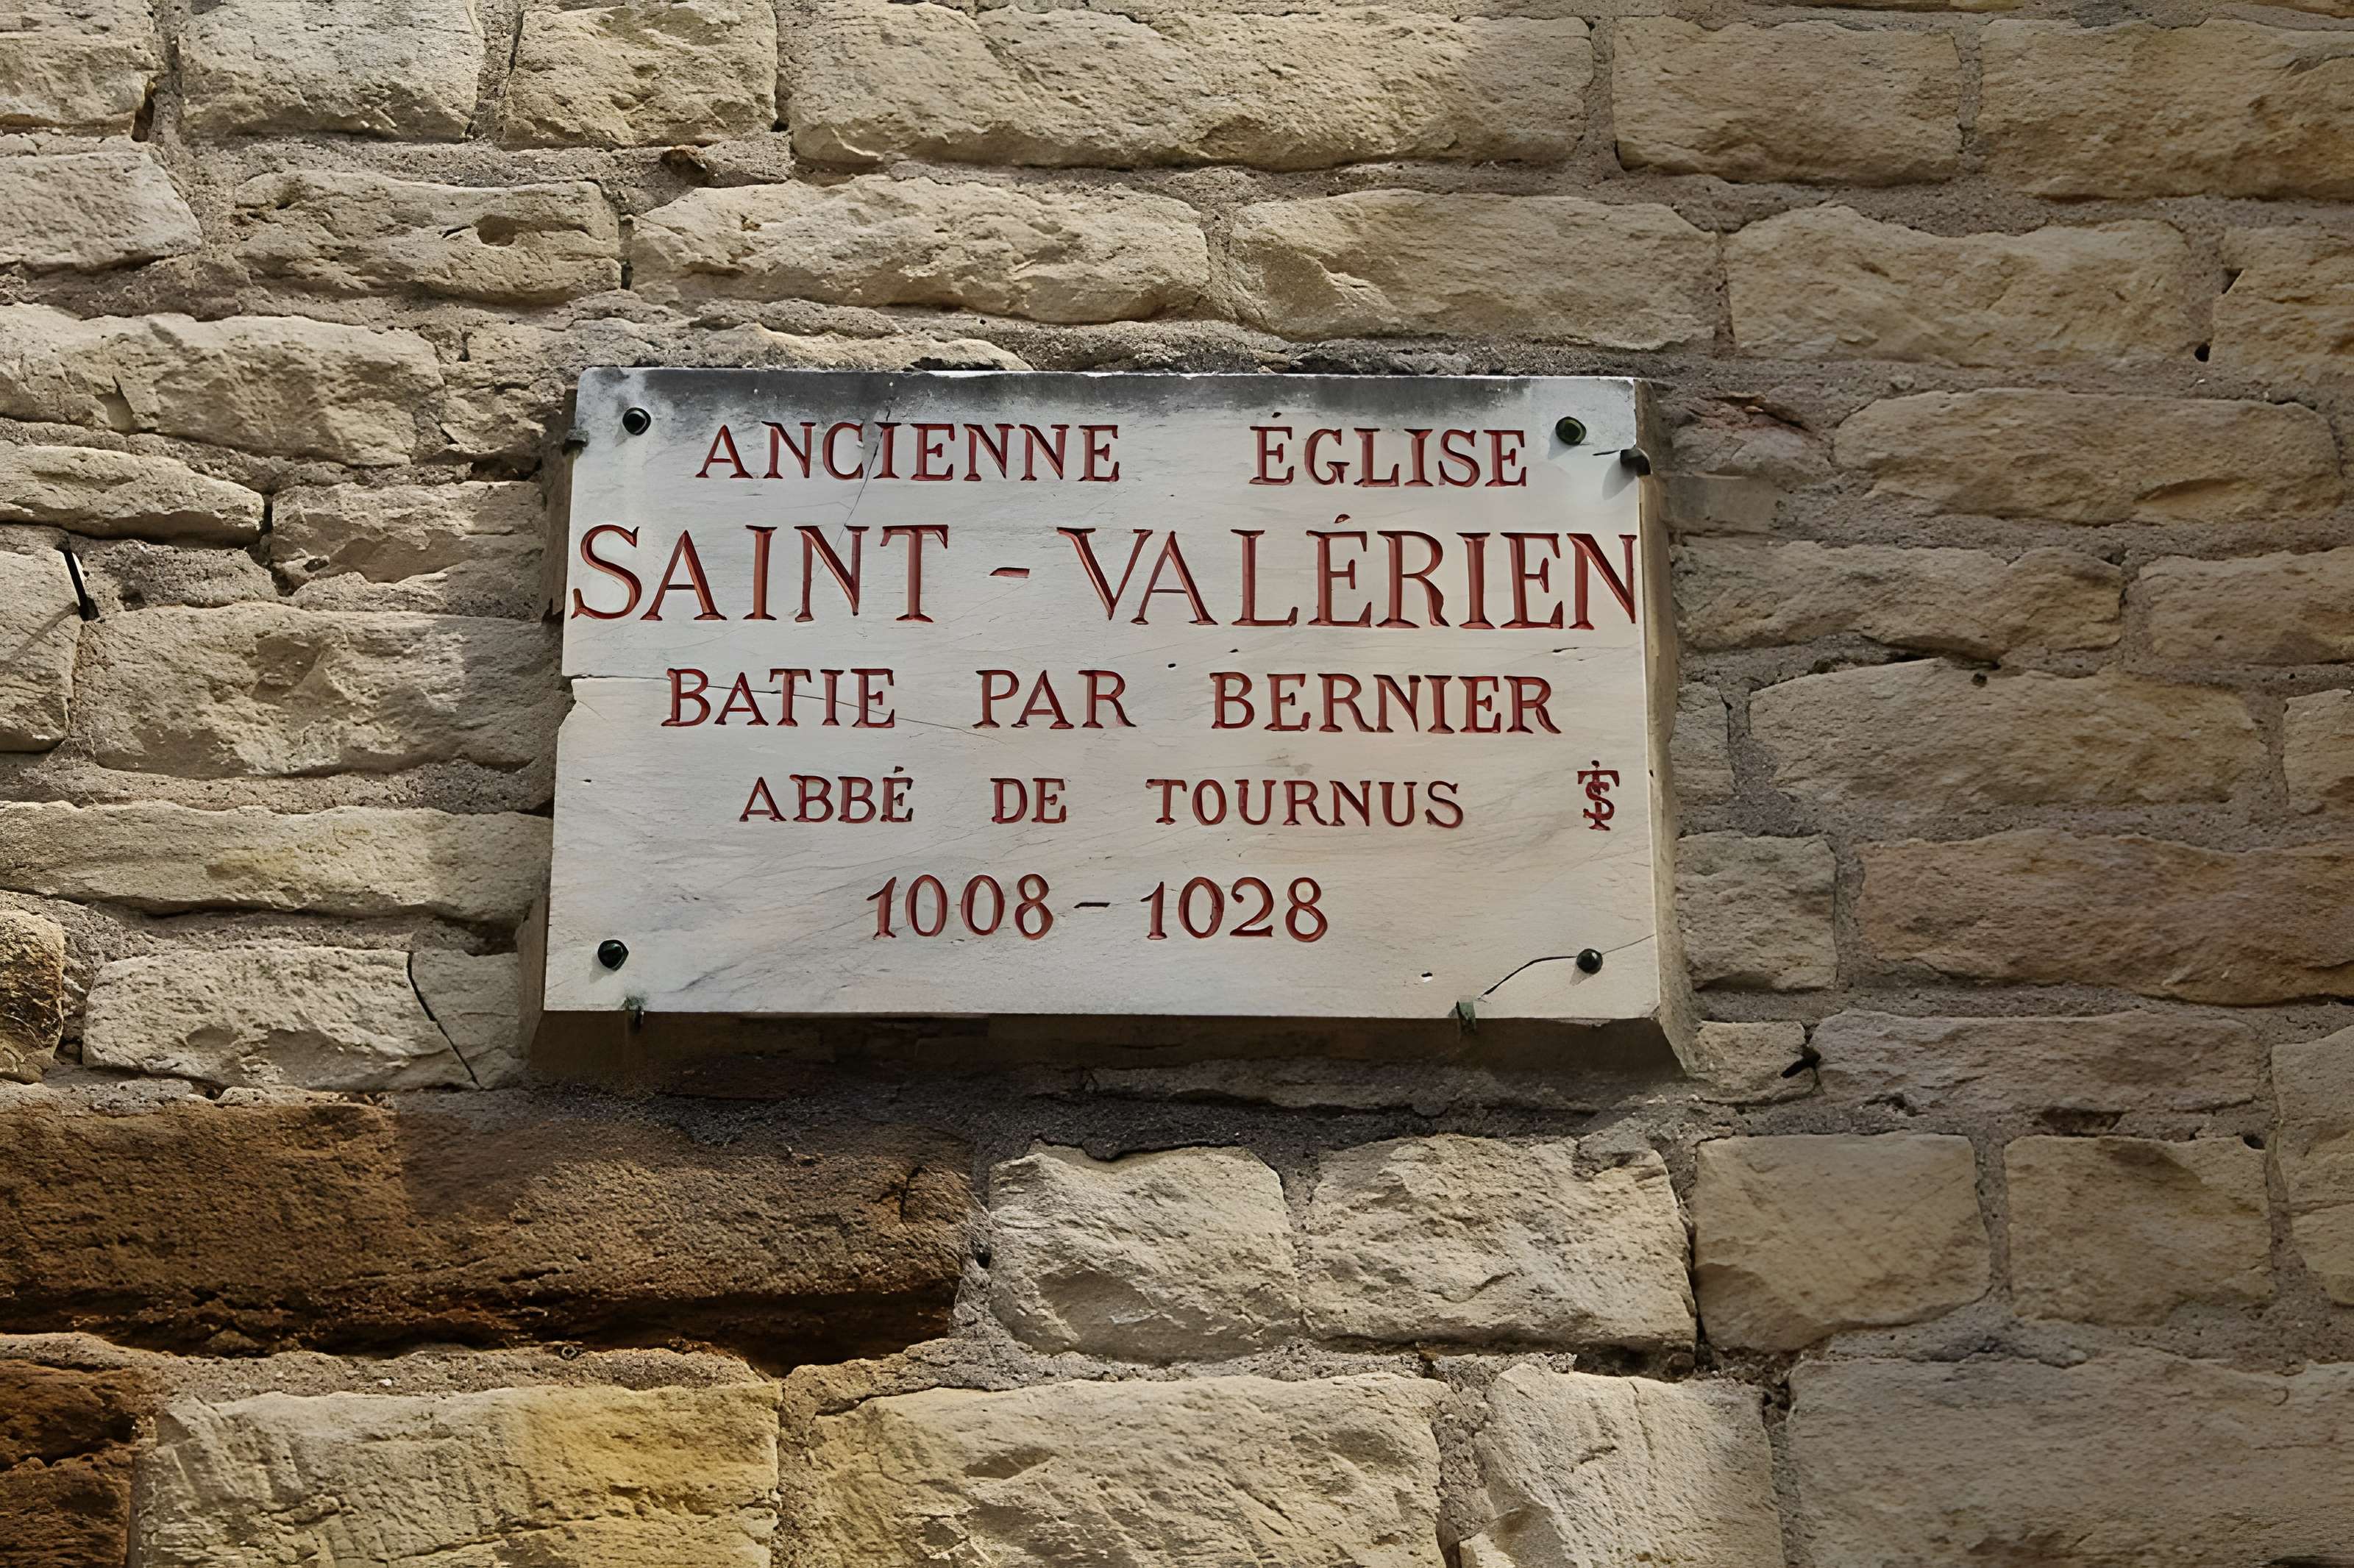 ANCIENNE ÉGLISE
SAINT-VALÉRIEN
BATIE PAR BERNIER
ABBÉ DE TOURNUS
1008-1028